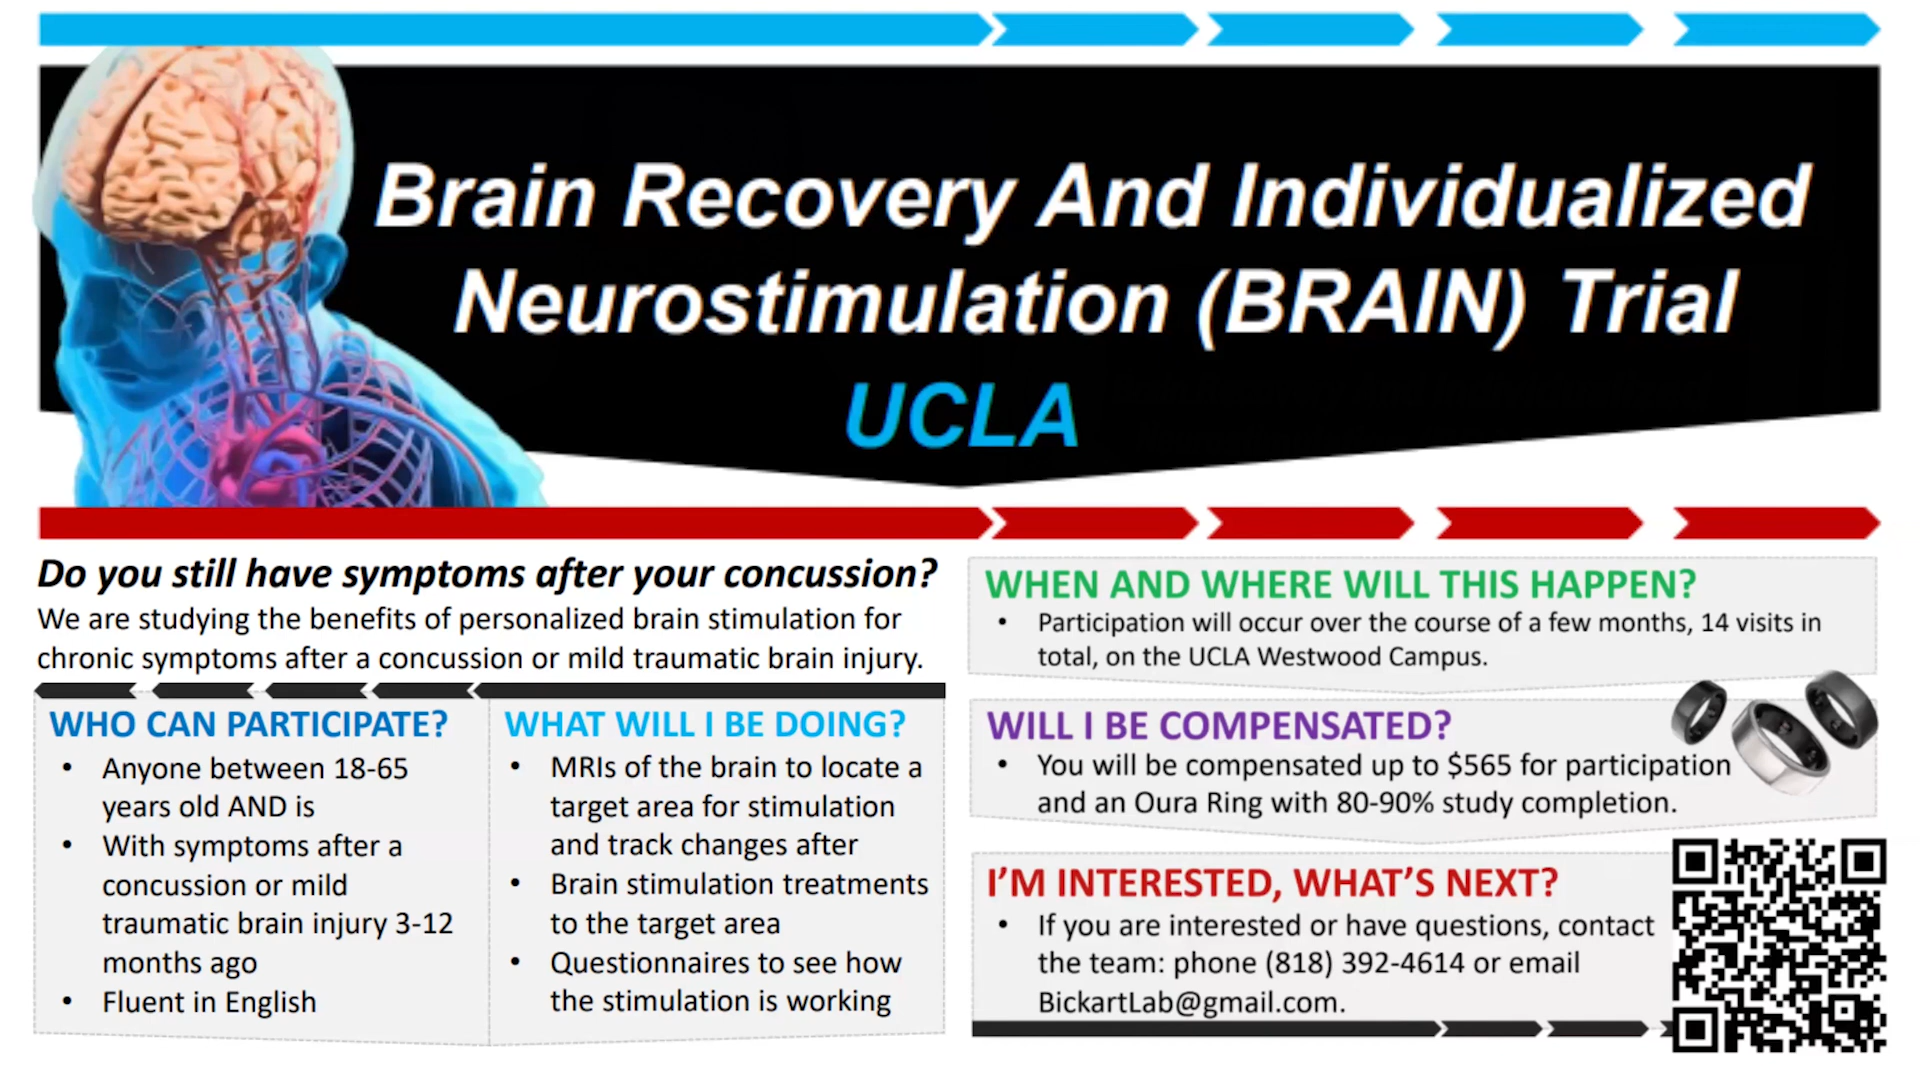 Brain Recovery And Individualized
Neurostimulation (BRAIN) Trial
UCLA
Do you still have symptoms after your concussion?
We are studying the benefits of personalized brain stimulation for
chronic symptoms after a concussion or mild traumatic brain injury.
WHO CAN PARTICIPATE?
• Anyone between 18-65
years old AND is
• With symptoms after a
concussion or mild
traumatic brain injury 3-12
months ago
• Fluent in English
WHAT WILL I BE DOING?
• MRIs of the brain to locate a
target area for stimulation
and track changes after
• Brain stimulation treatments
to the target area
• Questionnaires to see how
the stimulation is working
WHEN AND WHERE WILL THIS HAPPEN?
• Participation will occur over the course of a few months, 14 visits in
total, on the UCLA Westwood Campus.
WILL I BE COMPENSATED?
• You will be compensated up to $565 for participation
and an Oura Ring with 80-90% study completion.
I'M INTERESTED, WHAT'S NEXT?
• If you are interested or have questions, contact
the team: phone (818) 392-4614 or email
BickartLab@gmail.com.